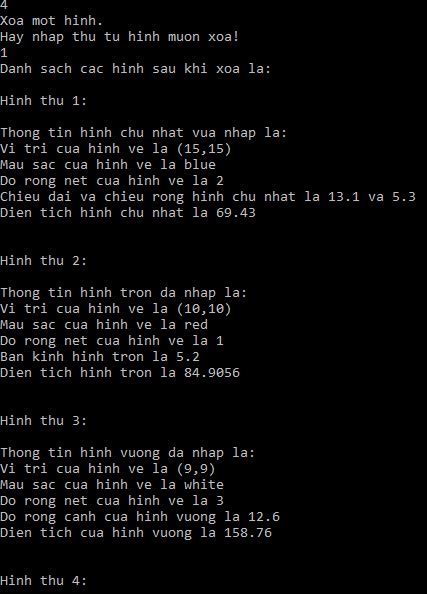 4
Xoa mot hinh.
Hay nhap thu tu hinh muon xoa!
1
Danh sach cac hinh sau khi xoa la:
Hinh thu 1:
Thong tin hinh chu nhat vua nhap la:
Vi tri cua hinh ve la (15,15)
Mau sac cua hinh ve la blue
Do rong net cua hinh ve la 2
Chieu dai va chieu rong hinh chu nhat la 13.1 va 5.3
Dien tich hinh chu nhat la 69.43
Hinh thu 2:
Thong tin hinh tron da nhap la:
Vi tri cua hinh ve la (10,10)
Mau sac cua hinh ve la red
Do rong net cua hinh ve la 1
Ban kinh hinh tron la 5.2
Dien tich hinh tron la 84.9056
Hinh thu 3:
Thong tin hinh vuong da nhap la:
Vi tri cua hinh ve la (9,9)
Mau sac cua hinh ve la white
Do rong net cua hinh ve la 3
Do rong canh cua hinh vuong la 12.6
Dien tich cua hinh vuong la 158.76
Hinh thu 4: